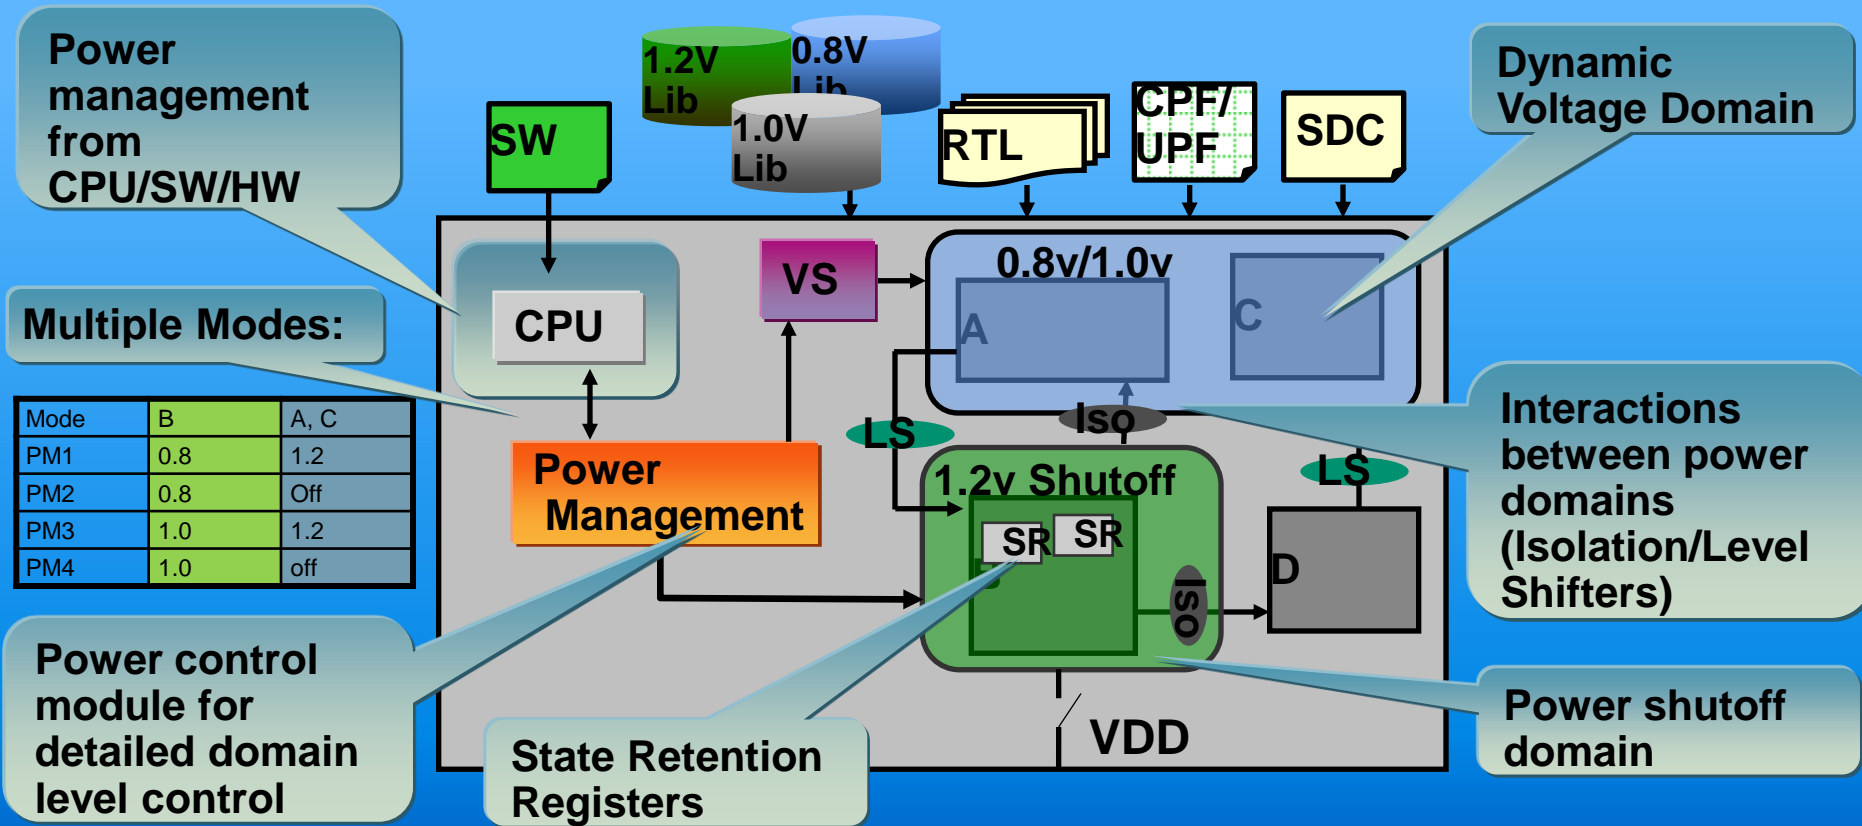 Power
management
from
CPU/SW/HW
SW
1.2V
Lib
0.8V
Lib
1.0V
Lib
RTL
CPF/
UPF
SDC
Dynamic
Voltage Domain
Multiple Modes:
CPU
VS
0.8v/1.0v
A
C
Mode B A, C
PM1 0.8 1.2
PM2 0.8 Off
PM3 1.0 1.2
PM4 1.0 off
Power
Management
LS
Iso
LS
1.2v Shutoff
SR
SR
B
Iso
D
Interactions
between power
domains
(Isolation/Level
Shifters)
Power control
module for
detailed domain
level control
State Retention
Registers
VDD
Power shutoff
domain